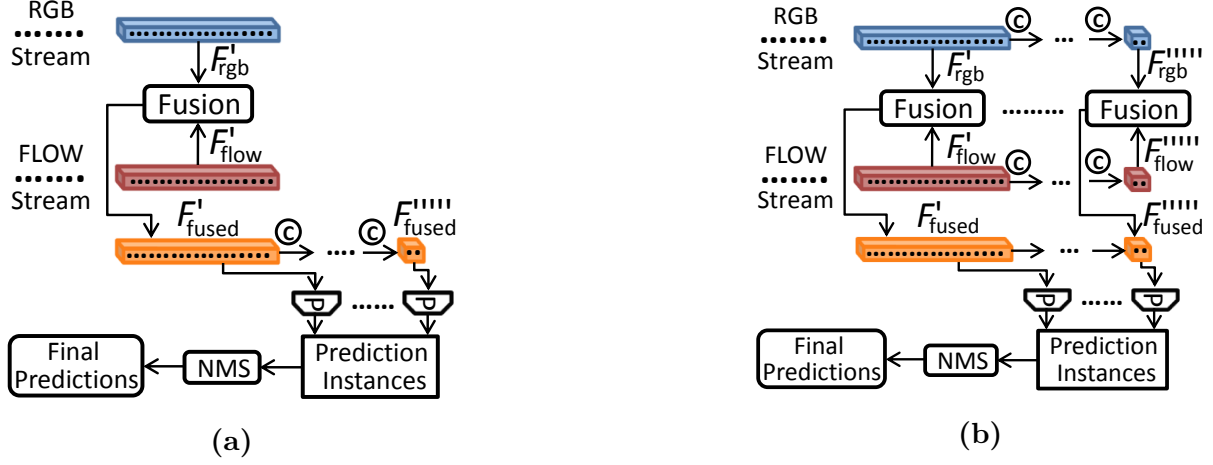 RGB
Stream
F'rgb
Fusion
F'flow
FLOW
Stream
F'fused
C
....
C
F'''''fused
P
......
P
Prediction
Instances
NMS
Final
Predictions
(a)
RGB
Stream
C
...
C
F'rgb
F'''''rgb
Fusion
.........
Fusion
F'flow
F'''''flow
FLOW
Stream
C
...
C
F'fused
F'''''fused
...
P
......
P
Prediction
Instances
NMS
Final
Predictions
(b)